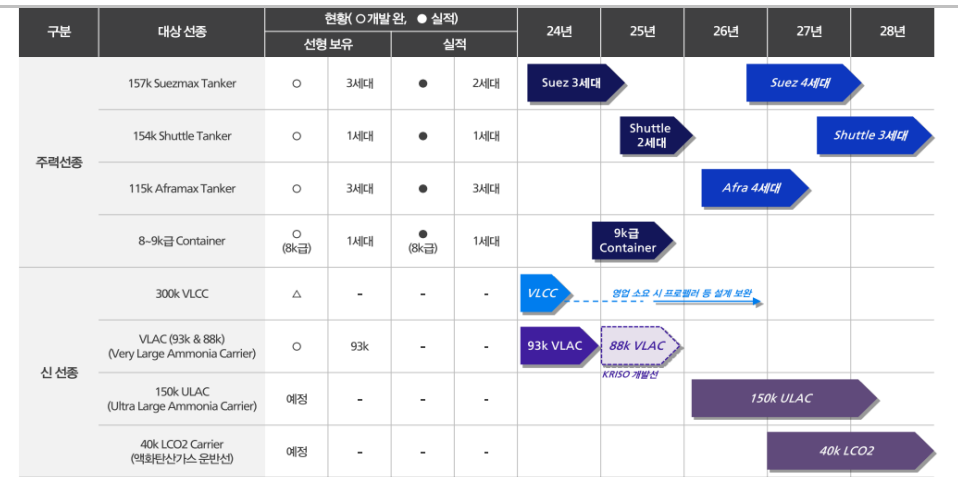 구분 대상 선종 현황( ○개발 완, ● 실적) 24년 25년 26년 27년 28년
선형 보유 실적
주력선종
157k Suezmax Tanker ○ 3세대 ● 2세대 Suez 3세대 Suez 4세대
154k Shuttle Tanker ○ 1세대 ● 1세대 Shuttle 2세대 Shuttle 3세대
115k Aframax Tanker ○ 3세대 ● 3세대 Afra 4세대
8~9k급 Container ○ (8k급) 1세대 ● (8k급) 1세대 9k급 Container
신 선종
300k VLCC △ - - - VLCC 영업 소요 시 프로펠러 등 설계 보완
VLAC (93k & 88k) ○ 93k - - 93k VLAC 88k VLAC
(Very Large Ammonia Carrier)
KRISO 개발선
150k ULAC 예정 - - - 150k ULAC
(Ultra Large Ammonia Carrier)
40k LCO2 Carrier 예정 - - - 40k LCO2
(액화탄산가스 운반선)